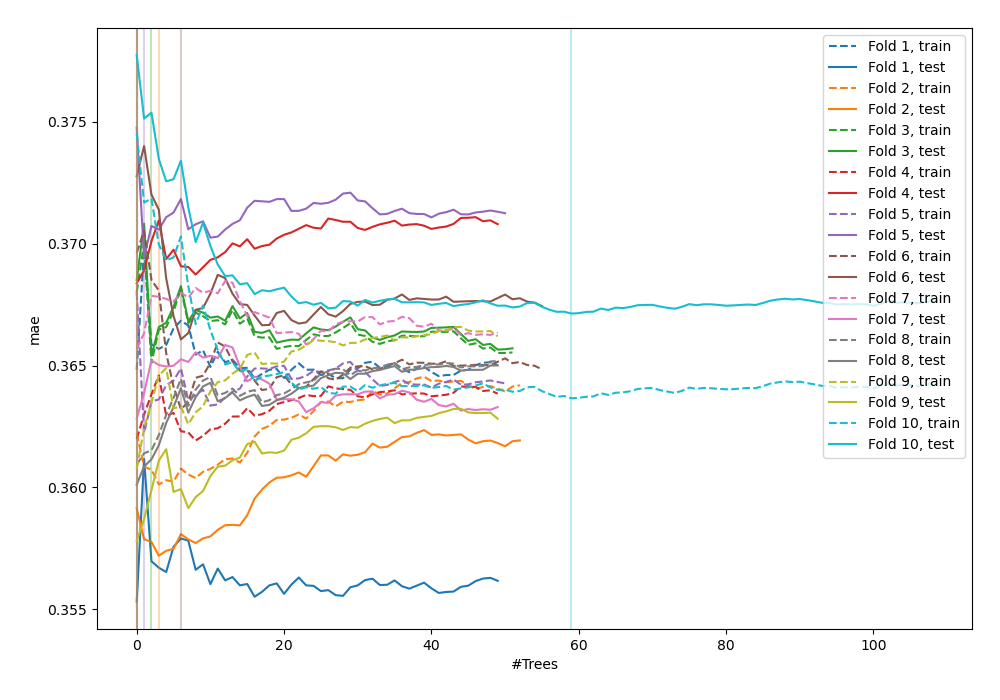 0.375
0.370
0.365
0.360
0.355
mae
0
20
40
60
80
100
#Trees
Fold 1, train
Fold 1, test
Fold 2, train
Fold 2, test
Fold 3, train
Fold 3, test
Fold 4, train
Fold 4, test
Fold 5, train
Fold 5, test
Fold 6, train
Fold 6, test
Fold 7, train
Fold 7, test
Fold 8, train
Fold 8, test
Fold 9, train
Fold 9, test
Fold 10, train
Fold 10, test